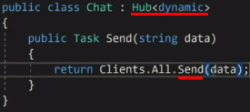 public class Chat : Hub<dynamic>
{
public Task Send(string data)
{
return Clients.All.Send(data);
}
}